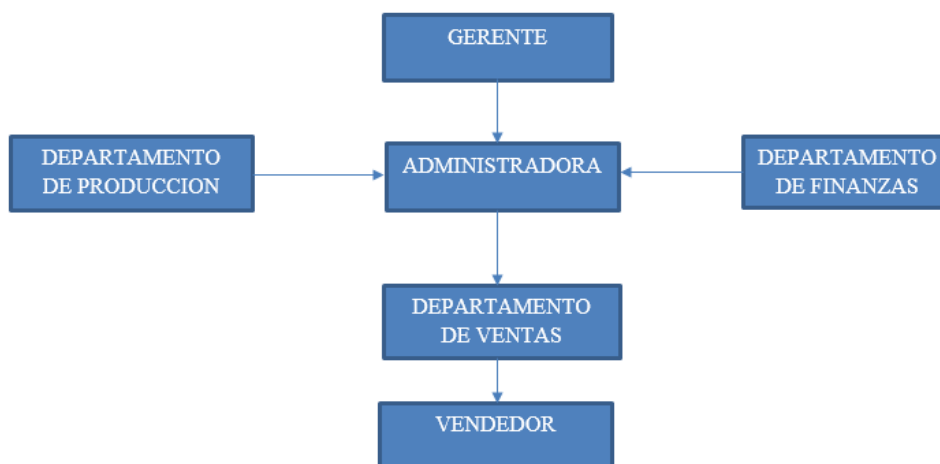 GERENTE
DEPARTAMENTO
DE PRODUCCION
ADMINISTRADORA
DEPARTAMENTO
DE FINANZAS
DEPARTAMENTO
DE VENTAS
VENDEDOR